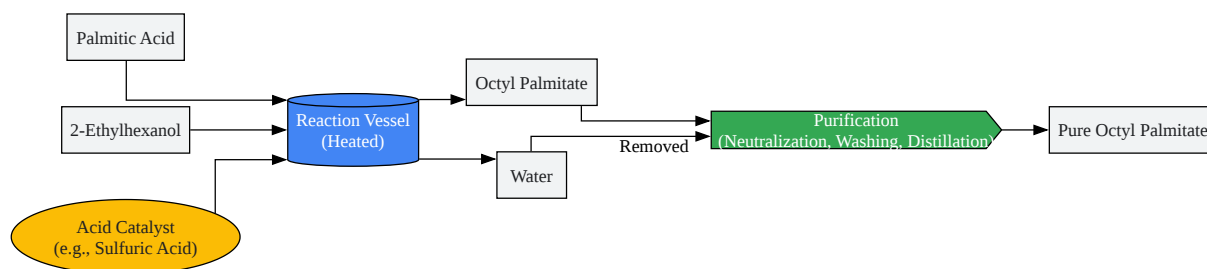 Palmitic Acid
2-Ethylhexanol
Acid Catalyst
(e.g., Sulfuric Acid)
Reaction Vessel
(Heated)
Octyl Palmitate
Water
Removed
Purification
(Neutralization, Washing, Distillation)
Pure Octyl Palmitate